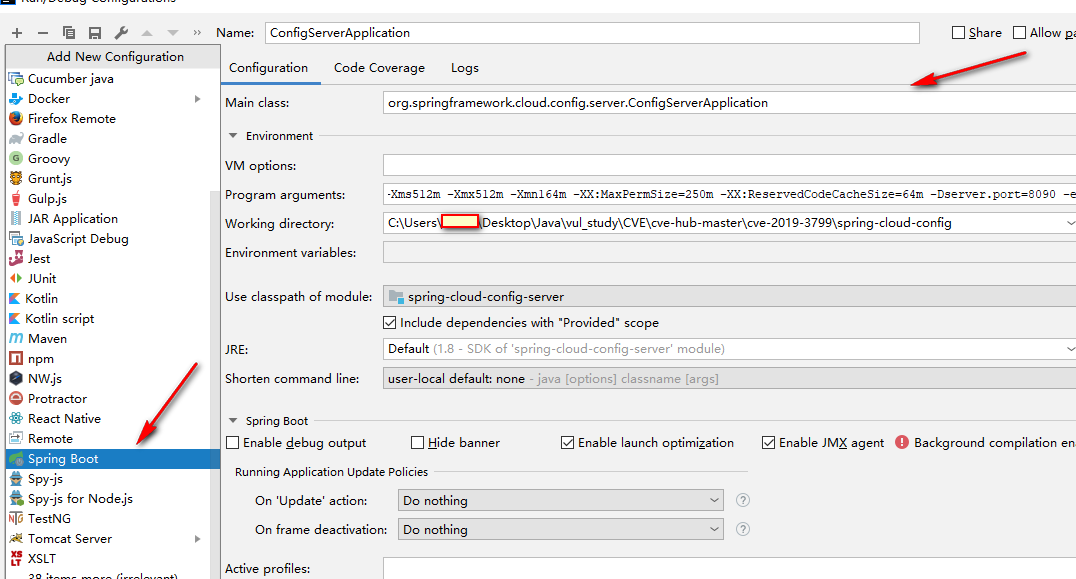 Run/Debug Configurations
Name: ConfigServerApplication
Share
Allow pa
Add New Configuration
Cucumber java
Docker
Firefox Remote
Gradle
Groovy
Grunt.js
Gulp.js
JAR Application
JavaScript Debug
Jest
JUnit
Kotlin
Kotlin script
Maven
npm
NW.js
Protractor
React Native
Remote
Spring Boot
Spy-js
Spy-js for Node.js
TestNG
Tomcat Server
XSLT
38 items more (irrelevant)
Configuration Code Coverage Logs
Main class: org.springframework.cloud.config.server.ConfigServerApplication
Environment
VM options:
Program arguments: -Xms512m -Xmx512m -Xmn164m -XX:MaxPermSize=250m -XX:ReservedCodeCacheSize=64m -Dserver.port=8090 -e
Working directory: C:\Users\ \Desktop\Java\vul_study\CVE\cve-hub-master\cve-2019-3799\spring-cloud-config
Environment variables:
Use classpath of module: spring-cloud-config-server
Include dependencies with "Provided" scope
JRE: Default (1.8 - SDK of 'spring-cloud-config-server' module)
Shorten command line: user-local default: none - java [options] classname [args]
Spring Boot
Enable debug output Hide banner Enable launch optimization Enable JMX agent Background compilation en
Running Application Update Policies
On 'Update' action: Do nothing
On frame deactivation: Do nothing
Active profiles: